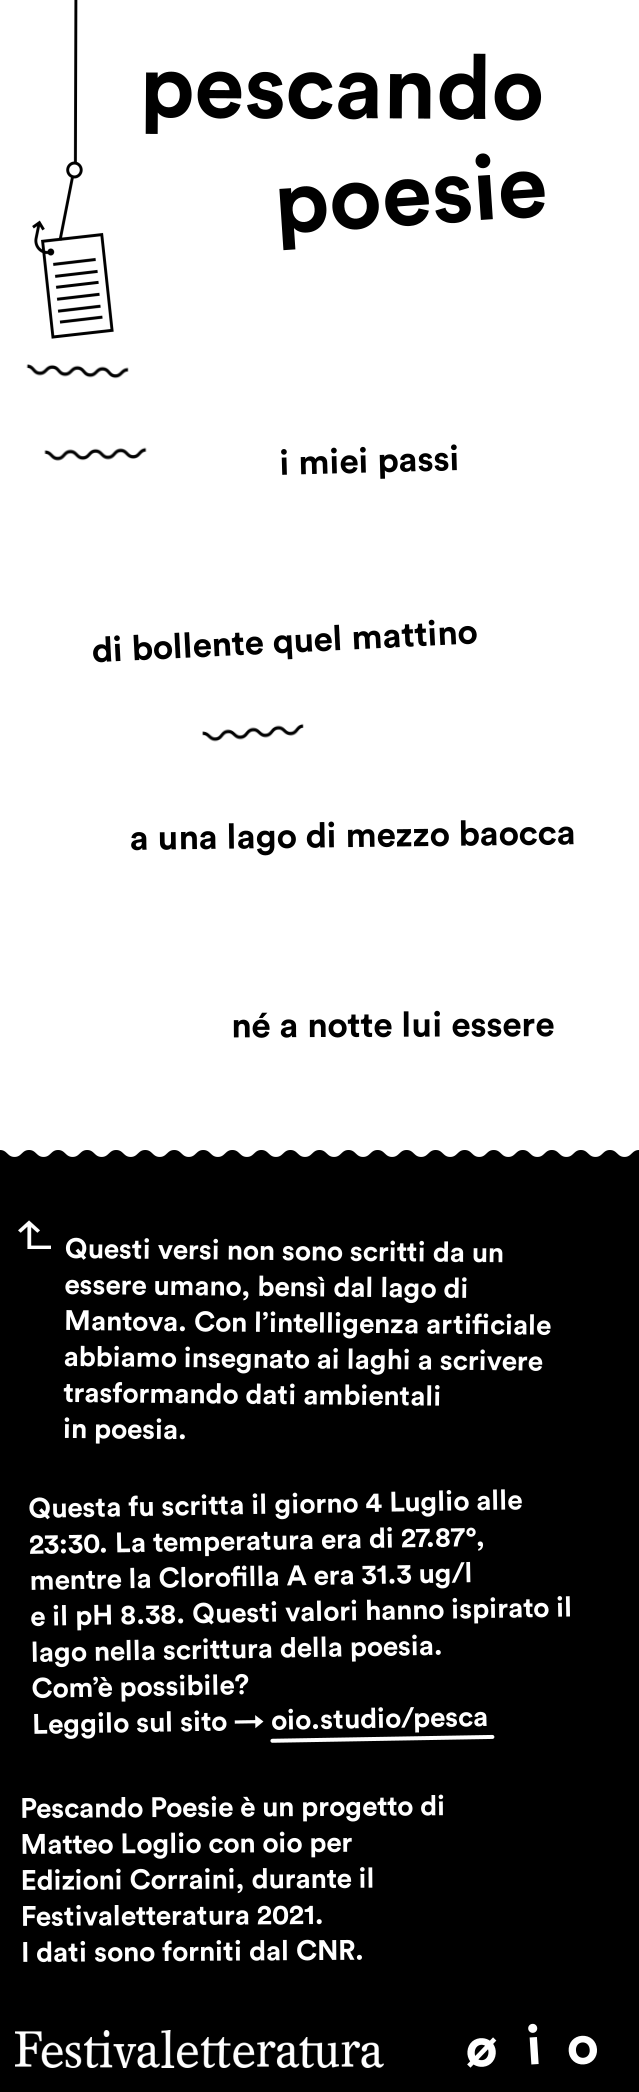 pescando
poesie
i miei passi
di bollente quel mattino
a una lago di mezzo baocca
né a notte lui essere
Questi versi non sono scritti da un
essere umano, bensì dal lago di
Mantova. Con l’intelligenza artificiale
abbiamo insegnato ai laghi a scrivere
trasformando dati ambientali
in poesia.
Questa fu scritta il giorno 4 Luglio alle
23:30. La temperatura era di 27.87°,
mentre la Clorofilla A era 31.3 ug/l
e il pH 8.38. Questi valori hanno ispirato il
lago nella scrittura della poesia.
Com’è possibile?
Leggilo sul sito → oio.studio/pesca
Pescando Poesie è un progetto di
Matteo Loglio con oio per
Edizioni Corraini, durante il
Festivaletteratura 2021.
I dati sono forniti dal CNR.
Festivaletteratura ø i o